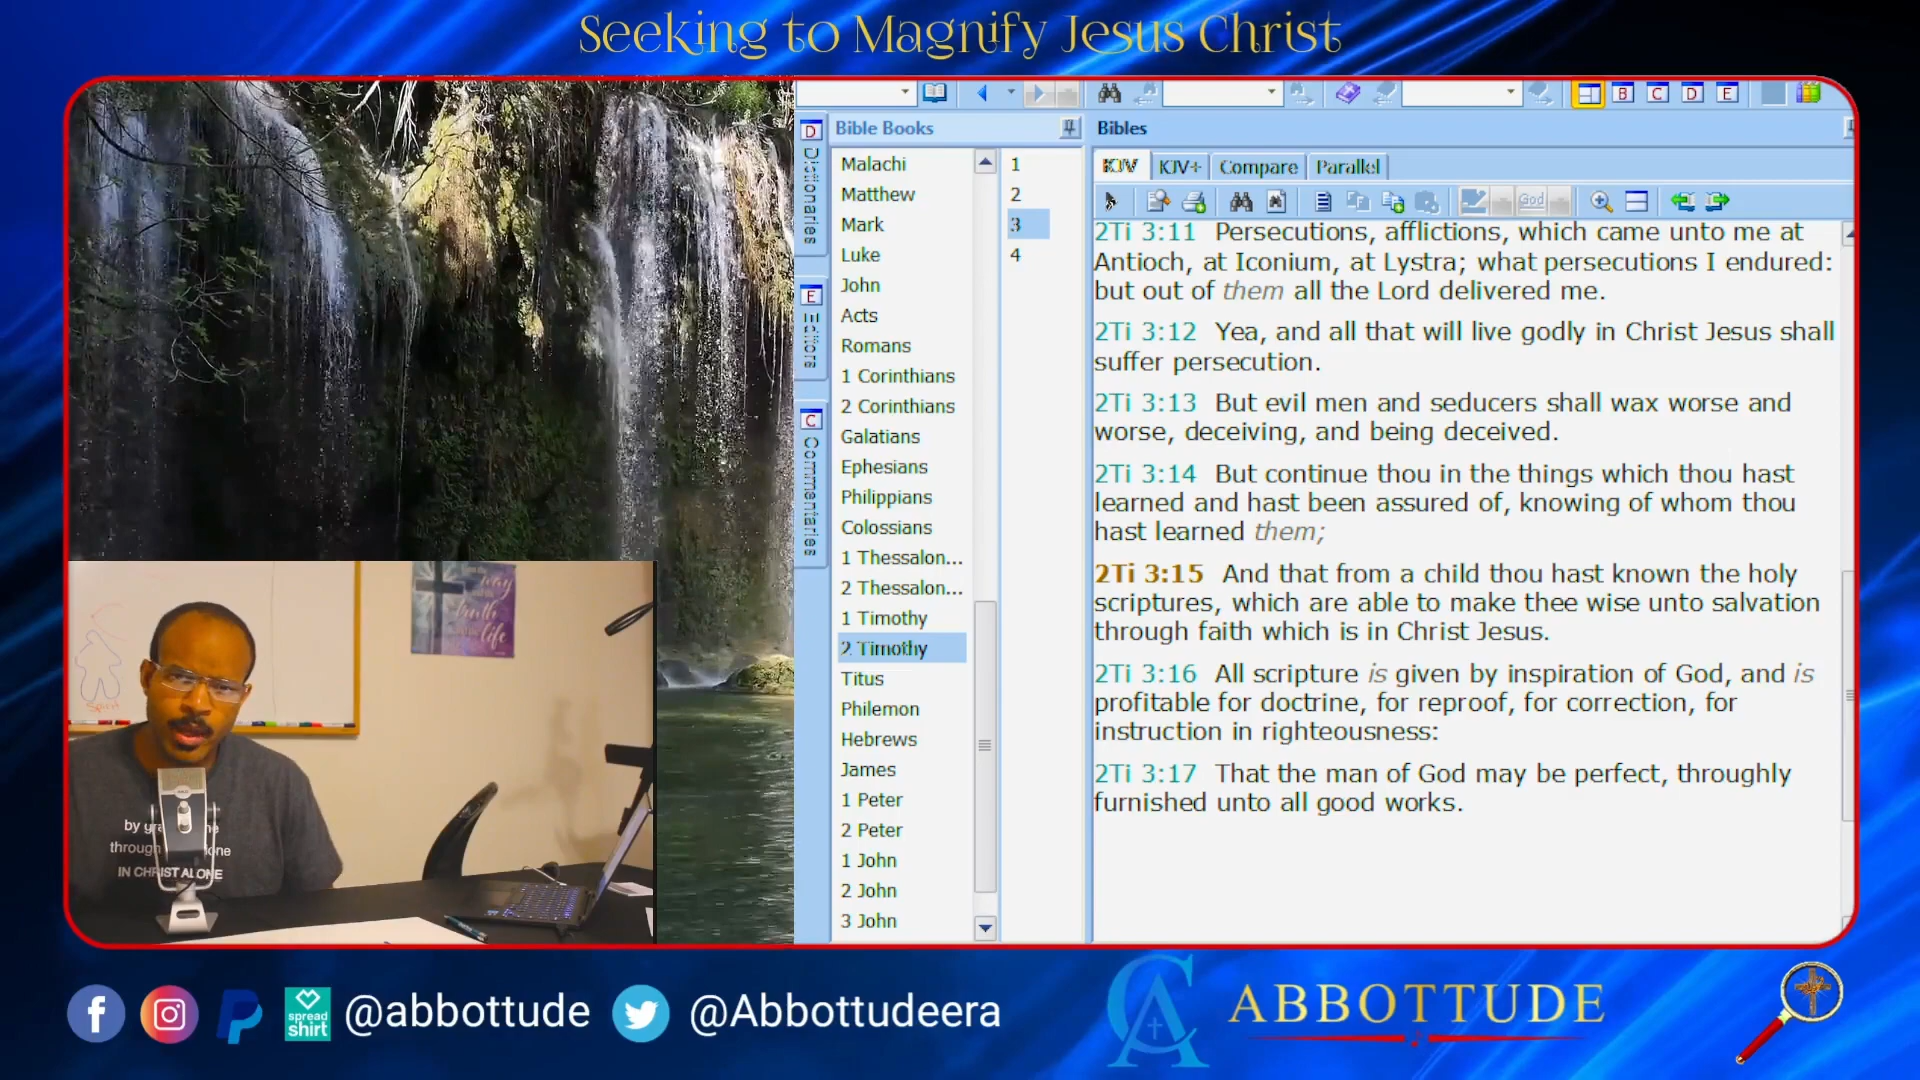 Seeking to Magnify Jesus Christ
B C D E
D Dictionaries
E Editors
C Commentaries
Bible Books
Malachi
Matthew
Mark
Luke
John
Acts
Romans
1 Corinthians
2 Corinthians
Galatians
Ephesians
Philippians
Colossians
1 Thessalon...
2 Thessalon...
1 Timothy
2 Timothy
Titus
Philemon
Hebrews
James
1 Peter
2 Peter
1 John
2 John
3 John
1
2
3
4
Bibles
KJV KJV+ Compare Parallel
God
2Ti 3:11 Persecutions, afflictions, which came unto me at
Antioch, at Iconium, at Lystra; what persecutions I endured:
but out of them all the Lord delivered me.
2Ti 3:12 Yea, and all that will live godly in Christ Jesus shall
suffer persecution.
2Ti 3:13 But evil men and seducers shall wax worse and
worse, deceiving, and being deceived.
2Ti 3:14 But continue thou in the things which thou hast
learned and hast been assured of, knowing of whom thou
hast learned them;
2Ti 3:15 And that from a child thou hast known the holy
scriptures, which are able to make thee wise unto salvation
through faith which is in Christ Jesus.
2Ti 3:16 All scripture is given by inspiration of God, and is
profitable for doctrine, for reproof, for correction, for
instruction in righteousness:
2Ti 3:17 That the man of God may be perfect, throughly
furnished unto all good works.
way
truth
life
Spirit
by
through
IN CHRIST ALONE
spread
shirt
@abbottude
@Abbottudeera
CA
ABBOTTUDE